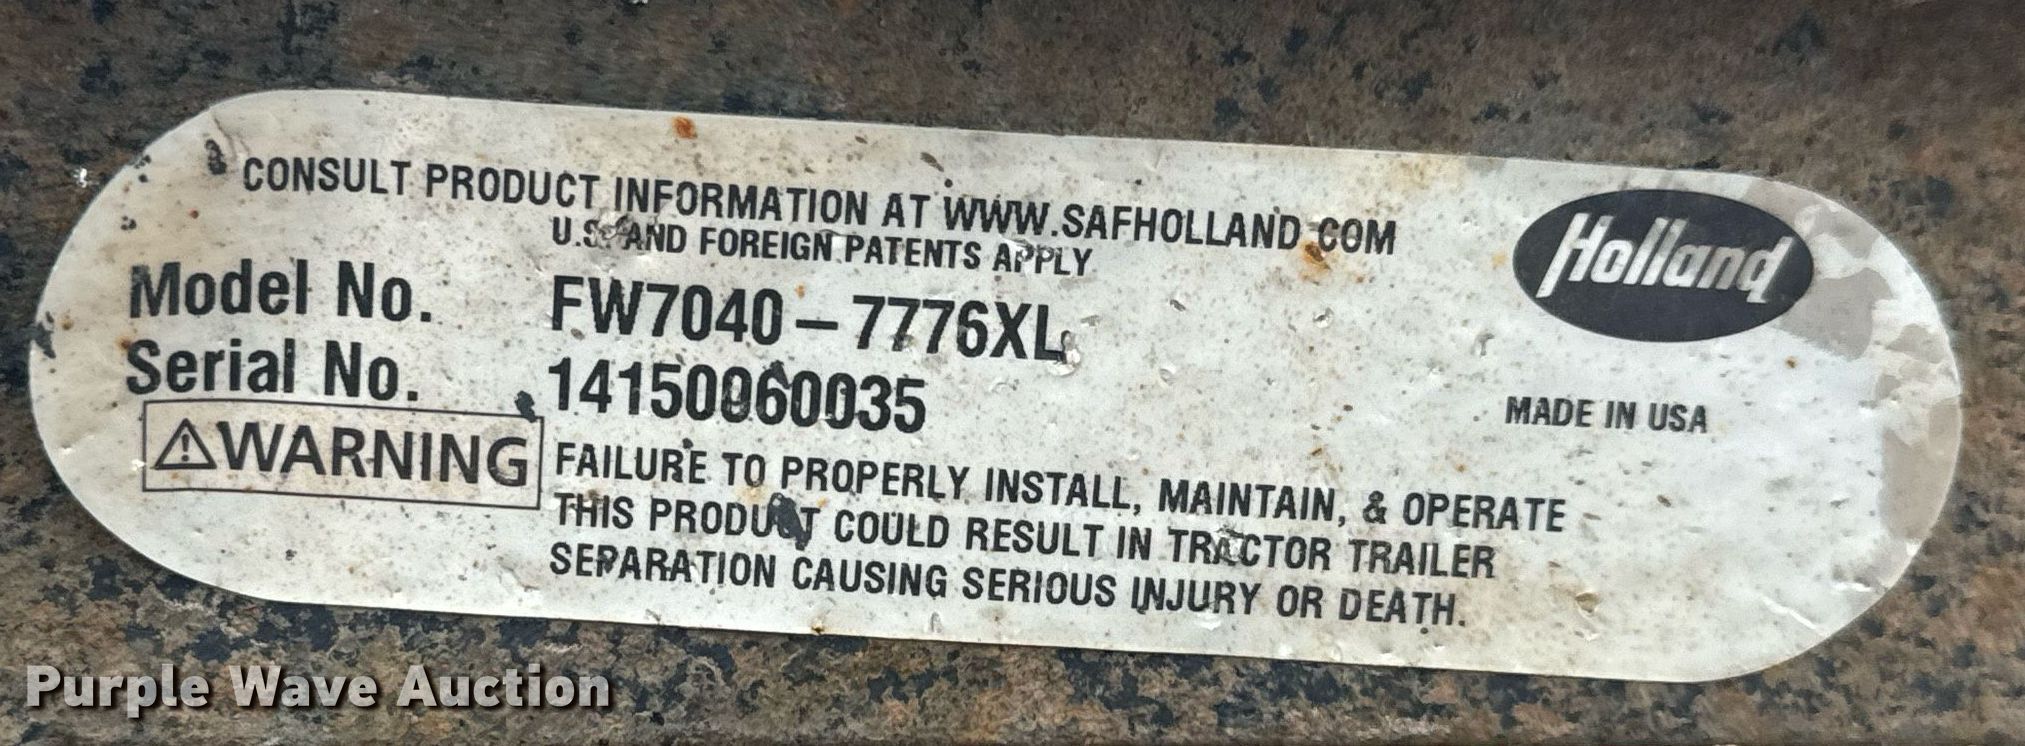 CONSULT PRODUCT INFORMATION AT WWW.SAFHOLLAND.COM
U.S. AND FOREIGN PATENTS APPLY
Holland
Model No. FW7040-7776XL
Serial No. 14150060035
MADE IN USA
⚠WARNING FAILURE TO PROPERLY INSTALL, MAINTAIN, & OPERATE
THIS PRODUCT COULD RESULT IN TRACTOR TRAILER
SEPARATION CAUSING SERIOUS INJURY OR DEATH.
Purple Wave Auction